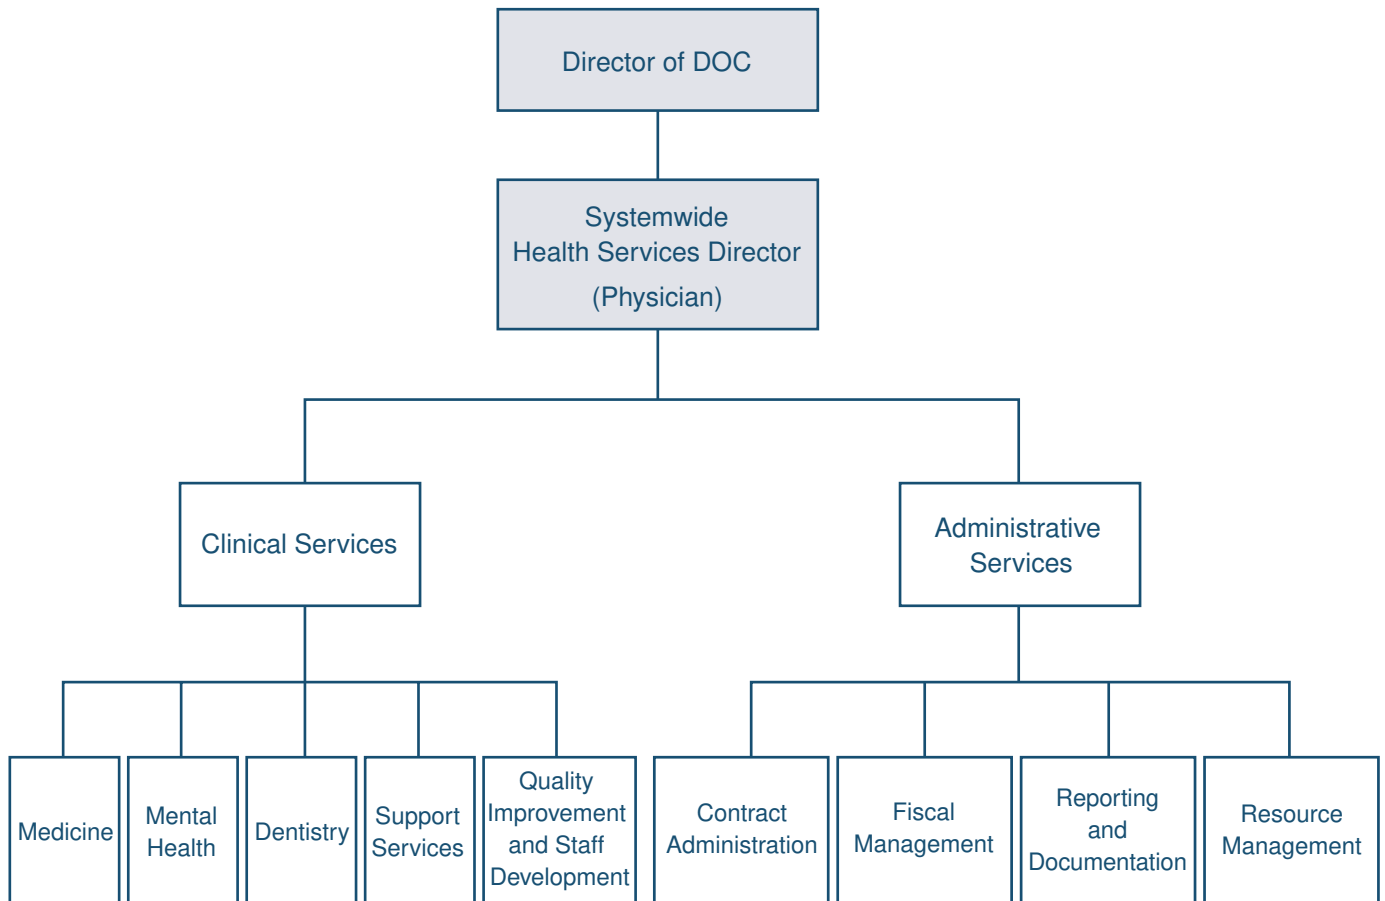 Director of DOC
Systemwide
Health Services Director
(Physician)
Clinical Services
Administrative
Services
Medicine
Mental
Health
Dentistry
Support
Services
Quality
Improvement
and Staff
Development
Contract
Administration
Fiscal
Management
Reporting
and
Documentation
Resource
Management